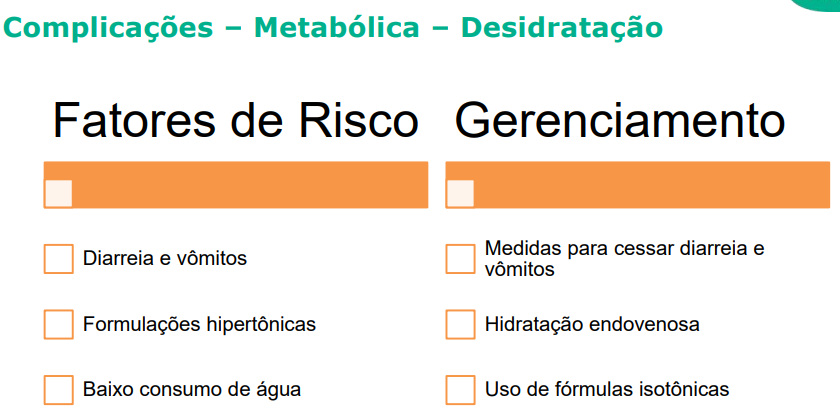 Complicações – Metabólica – Desidratação
Fatores de Risco
Diarreia e vômitos
Formulações hipertônicas
Baixo consumo de água
Gerenciamento
Medidas para cessar diarreia e
vômitos
Hidratação endovenosa
Uso de fórmulas isotônicas